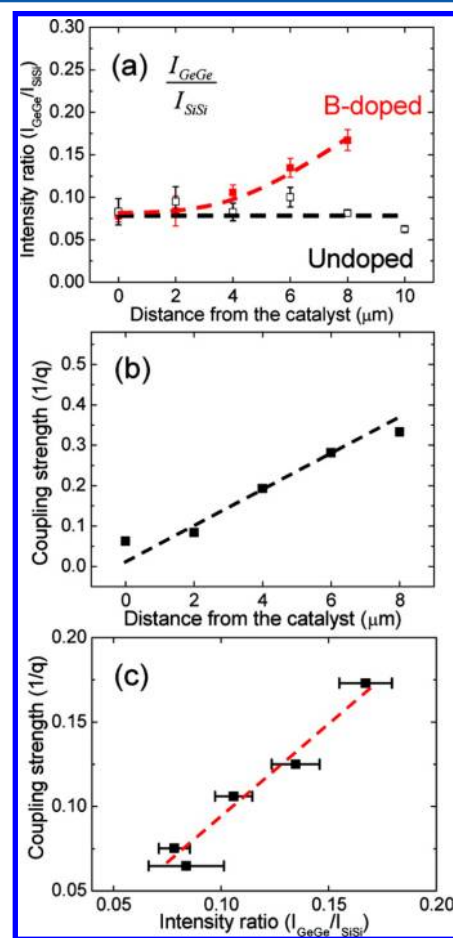 (a)
I_GeGe
I_SiSi
B-doped
Undoped
0.30
0.25
0.20
0.15
0.10
0.05
0.00
Intensity ratio (I_GeGe/I_SiSi)
0 2 4 6 8 10
Distance from the catalyst (μm)
(b)
0.5
0.4
0.3
0.2
0.1
0.0
Coupling strength (1/q)
0 2 4 6 8
Distance from the catalyst (μm)
(c)
0.20
0.15
0.10
0.05
Coupling strength (1/q)
0.05 0.10 0.15 0.20
Intensity ratio (I_GeGe/I_SiSi)